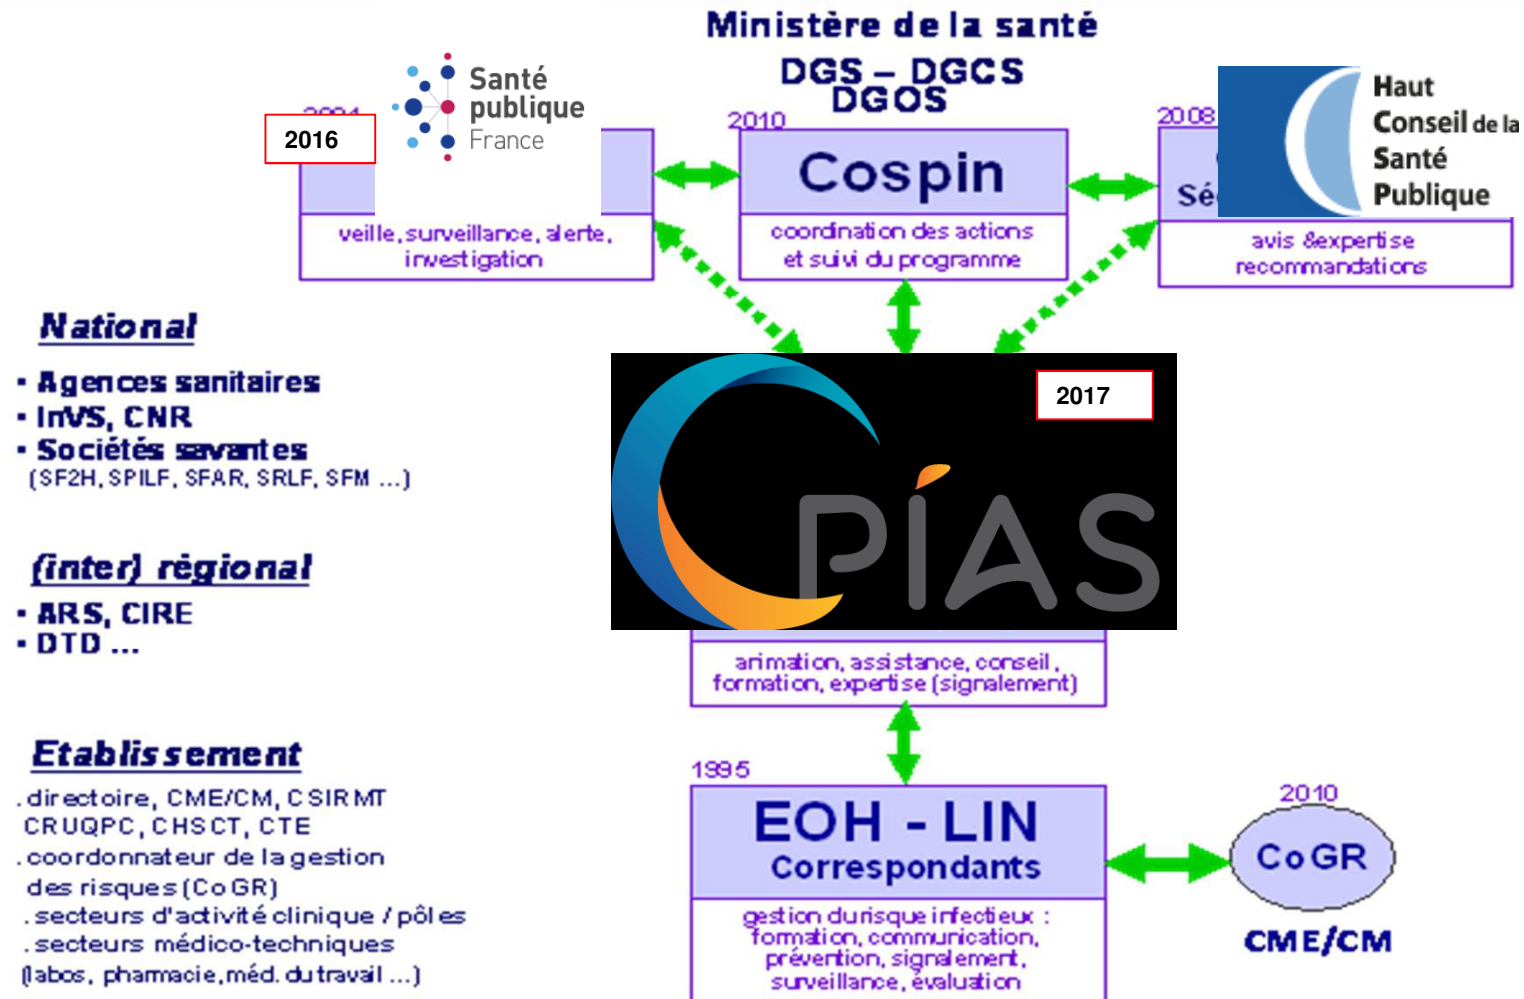 Ministère de la santé
DGS – DGCS
DGOS
2016
Santé
publique
France
veille, surveillance, alerte,
investigation
2010
Cospin
coordination des actions
et suivi du programme
2008
Sé
Haut
Conseil de la
Santé
Publique
avis &expertise
recommandations
National
▪ Agences sanitaires
▪ InVS, CNR
▪ Sociétés savantes
(SF2H, SPILF, SFAR, SRLF, SFM ...)
2017
CPÍAS
animation, assistance, conseil,
formation, expertise (signalement)
(inter) régional
▪ ARS, CIRE
▪ DTD ...
Etablissement
.directoire, CME/CM, CSIRMT
CRUQPC, CHSCT, CTE
.coordonnateur de la gestion
des risques (CoGR)
.secteurs d'activité clinique / pôles
.secteurs médico-techniques
(labos, pharmacie, méd. du travail ...)
1995
EOH - LIN
Correspondants
gestion du risque infectieux :
formation, communication,
prévention, signalement,
surveillance, évaluation
2010
CoGR
CME/CM